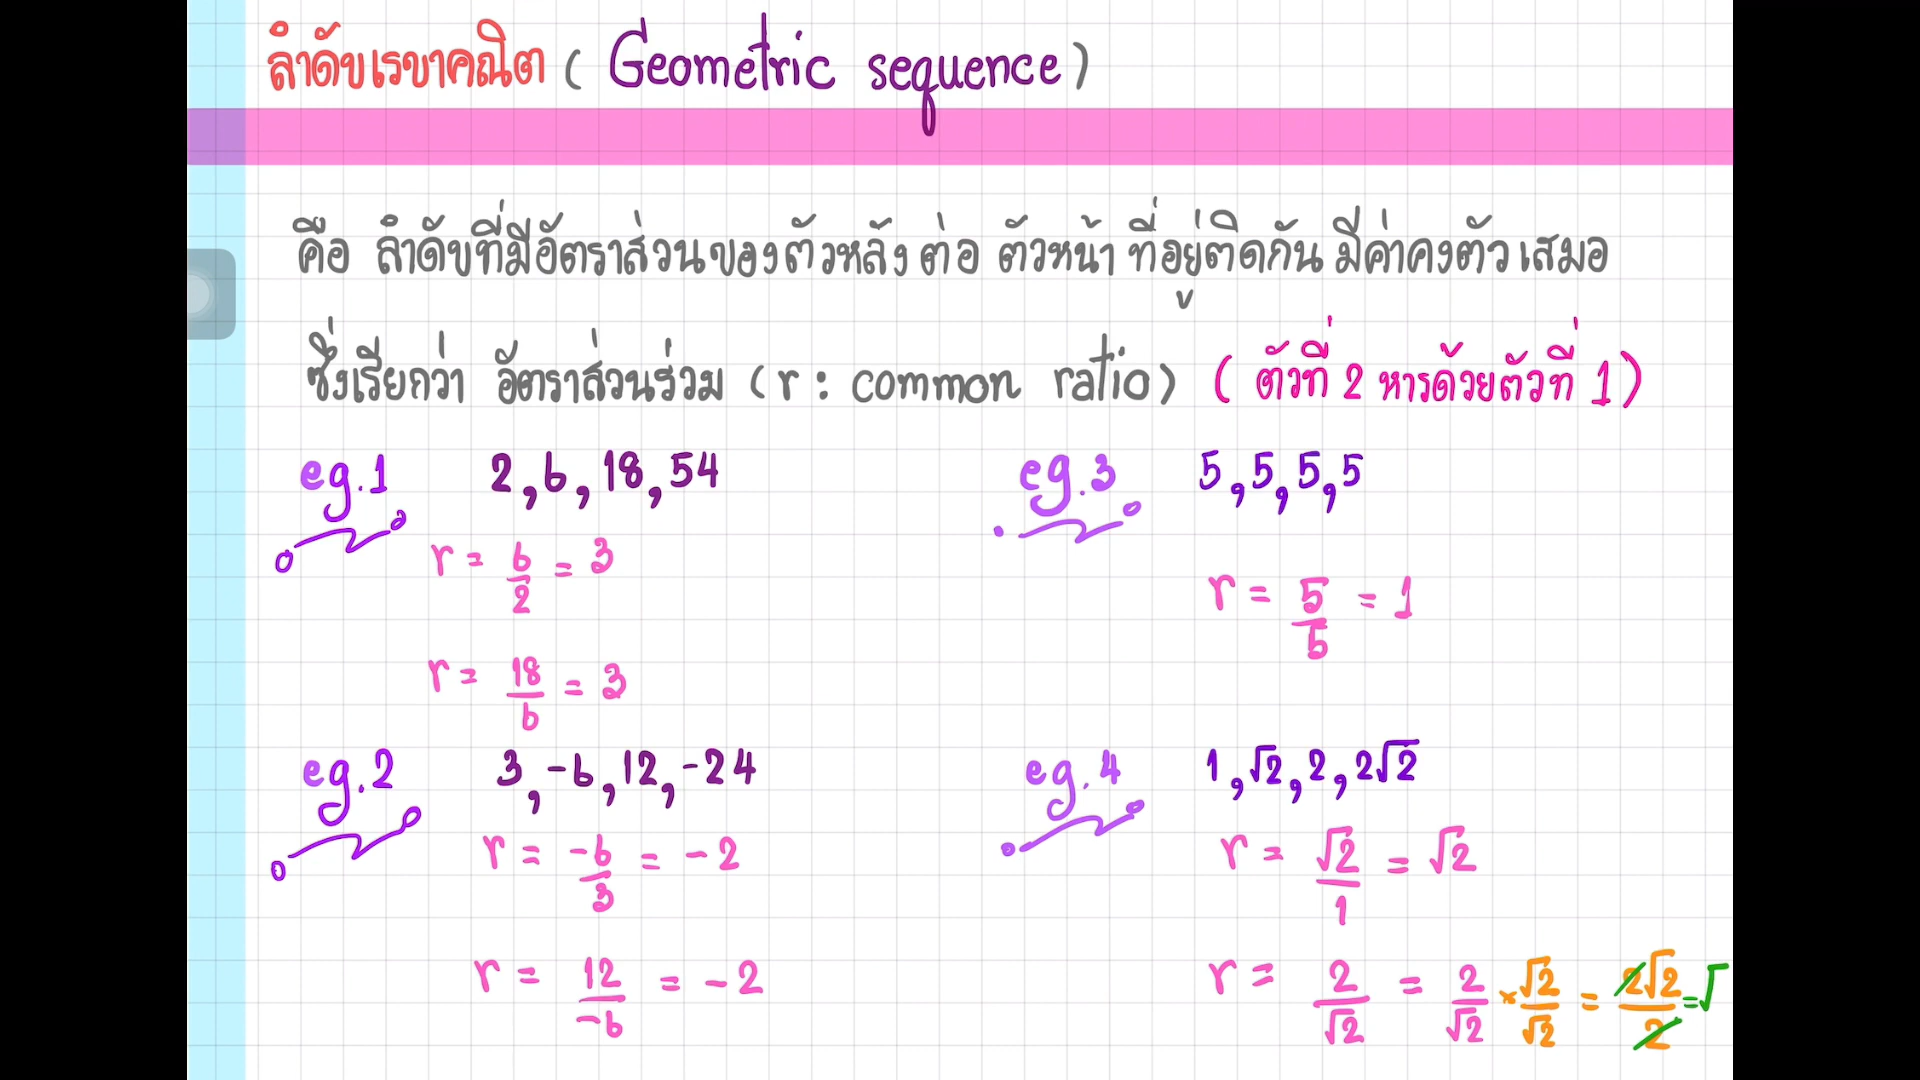 ลำดับเรขาคณิต ( Geometric sequence )
คือ ลำดับที่มีอัตราส่วนของตัวหลัง ต่อ ตัวหน้า ที่อยู่ติดกัน มีค่าคงตัว เสมอ
ซึ่งเรียกว่า อัตราส่วนร่วม ( r : common ratio ) ( ตัวที่ 2 หารด้วยตัวที่ 1 )
eg.1 2, 6, 18, 54
r = 6/2 = 3
r = 18/6 = 3
eg.2 3, -6, 12, -24
r = -6/3 = -2
r = 12/-6 = -2
eg.3 5, 5, 5, 5
r = 5/5 = 1
eg.4 1, √2, 2, 2√2
r = √2/1 = √2
r = 2/√2 = 2/√2 × √2/√2 = 2√2/2 = √